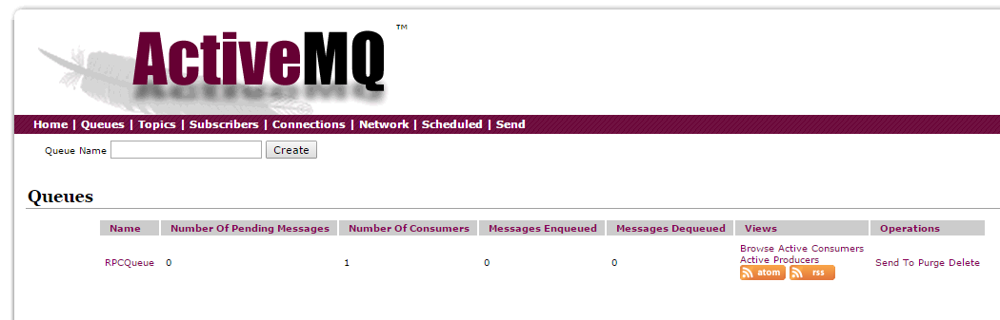 ActiveMQ ™
Home | Queues | Topics | Subscribers | Connections | Network | Scheduled | Send
Queue Name Create
Queues
Name Number Of Pending Messages Number Of Consumers Messages Enqueued Messages Dequeued Views Operations
RPCQueue 0 1 0 0 Browse Active Consumers
Active Producers
atom rss
Send To Purge Delete